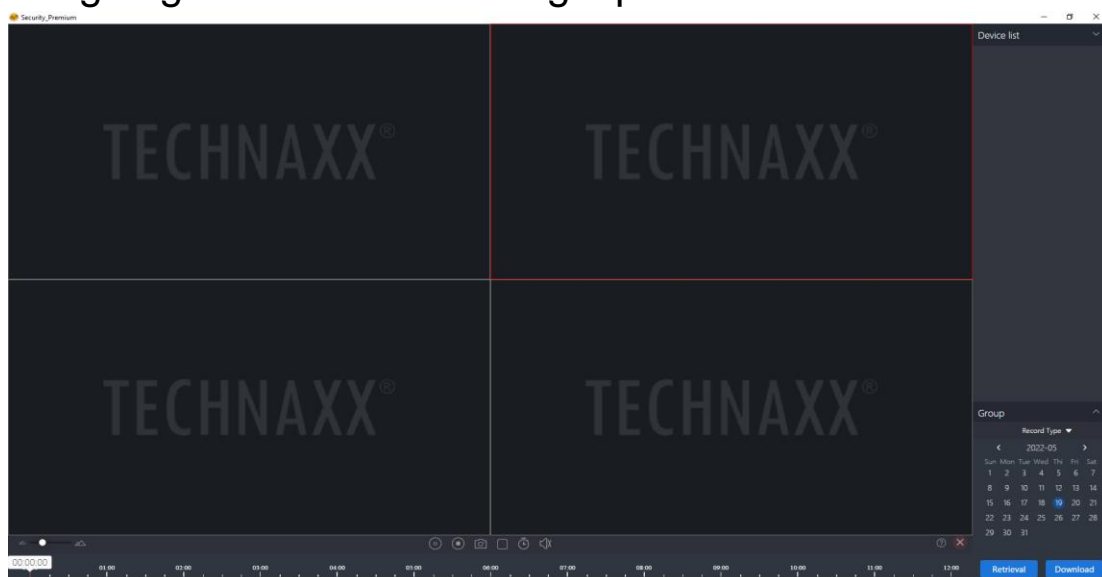 Security_Premium
Device list
TECHNAXX®
TECHNAXX®
TECHNAXX®
TECHNAXX®
Group
Record Type
2022-05
Sun Mon Tue Wed Thi Fri Sat
1 2 3 4 5 6 7
8 9 10 11 12 13 14
15 16 17 18 19 20 21
22 23 24 25 26 27 28
29 30 31
00:00:00
01:00 02:00 03:00 04:00 05:00 06:00 07:00 08:00 09:00 10:00 11:00 12:00
Retrieval Download